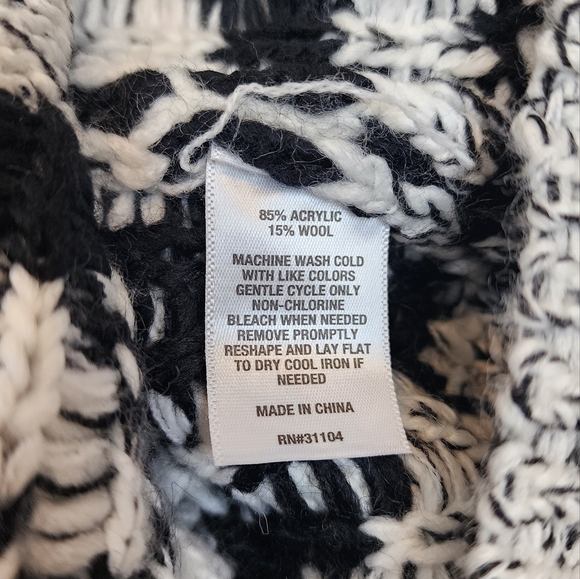 85% ACRYLIC
15% WOOL
MACHINE WASH COLD
WITH LIKE COLORS
GENTLE CYCLE ONLY
NON-CHLORINE
BLEACH WHEN NEEDED
REMOVE PROMPTLY
RESHAPE AND LAY FLAT
TO DRY COOL IRON IF
NEEDED
MADE IN CHINA
RN#31104